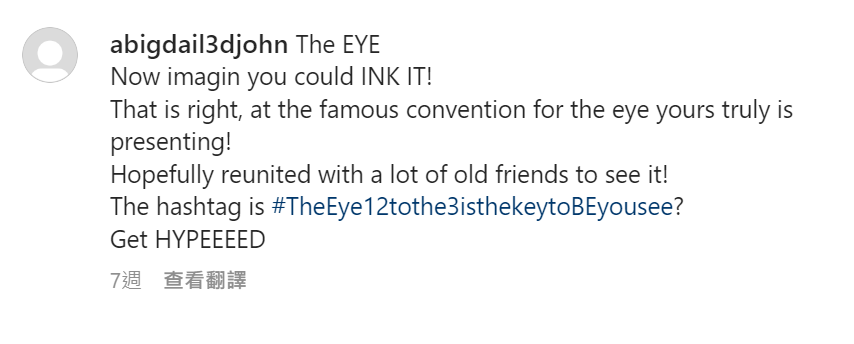 abigdail3djohn The EYE
Now imagin you could INK IT!
That is right, at the famous convention for the eye yours truly is
presenting!
Hopefully reunited with a lot of old friends to see it!
The hashtag is #TheEye12tothe3isthekeytoBEyousee?
Get HYPEEEED
7週 查看翻譯